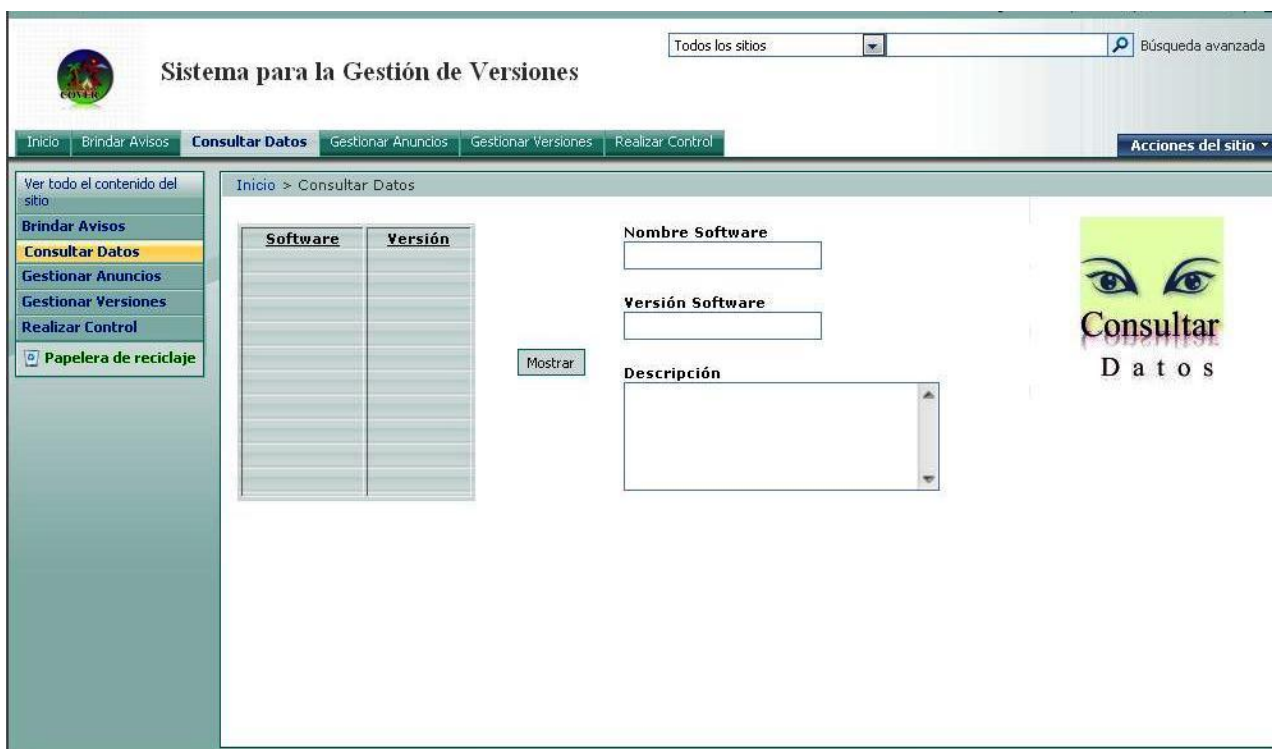 Todos los sitios
Búsqueda avanzada
COVER
Sistema para la Gestión de Versiones
Inicio Brindar Avisos Consultar Datos Gestionar Anuncios Gestionar Versiones Realizar Control
Acciones del sitio
Ver todo el contenido del
sitio
Brindar Avisos
Consultar Datos
Gestionar Anuncios
Gestionar Versiones
Realizar Control
Papelera de reciclaje
Inicio > Consultar Datos
Software Versión
Mostrar
Nombre Software
Versión Software
Descripción
Consultar
Datos